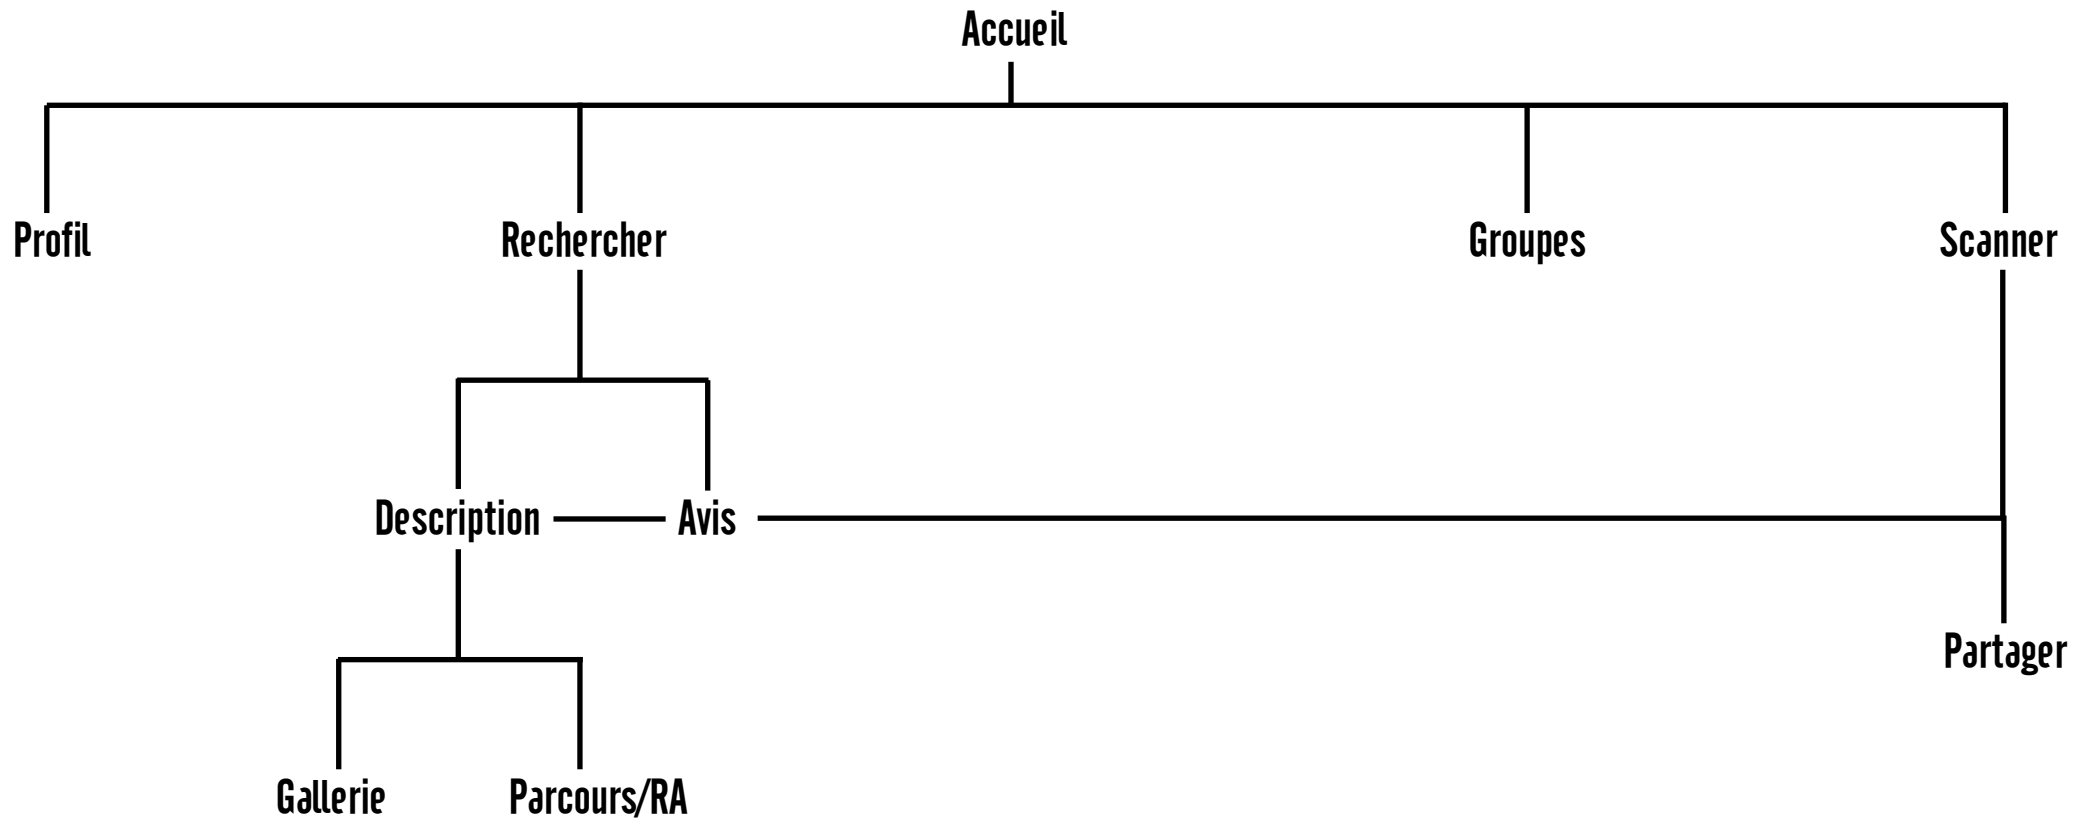 Accueil
Profil
Rechercher
Groupes
Scanner
Description
Avis
Partager
Gallerie
Parcours/RA